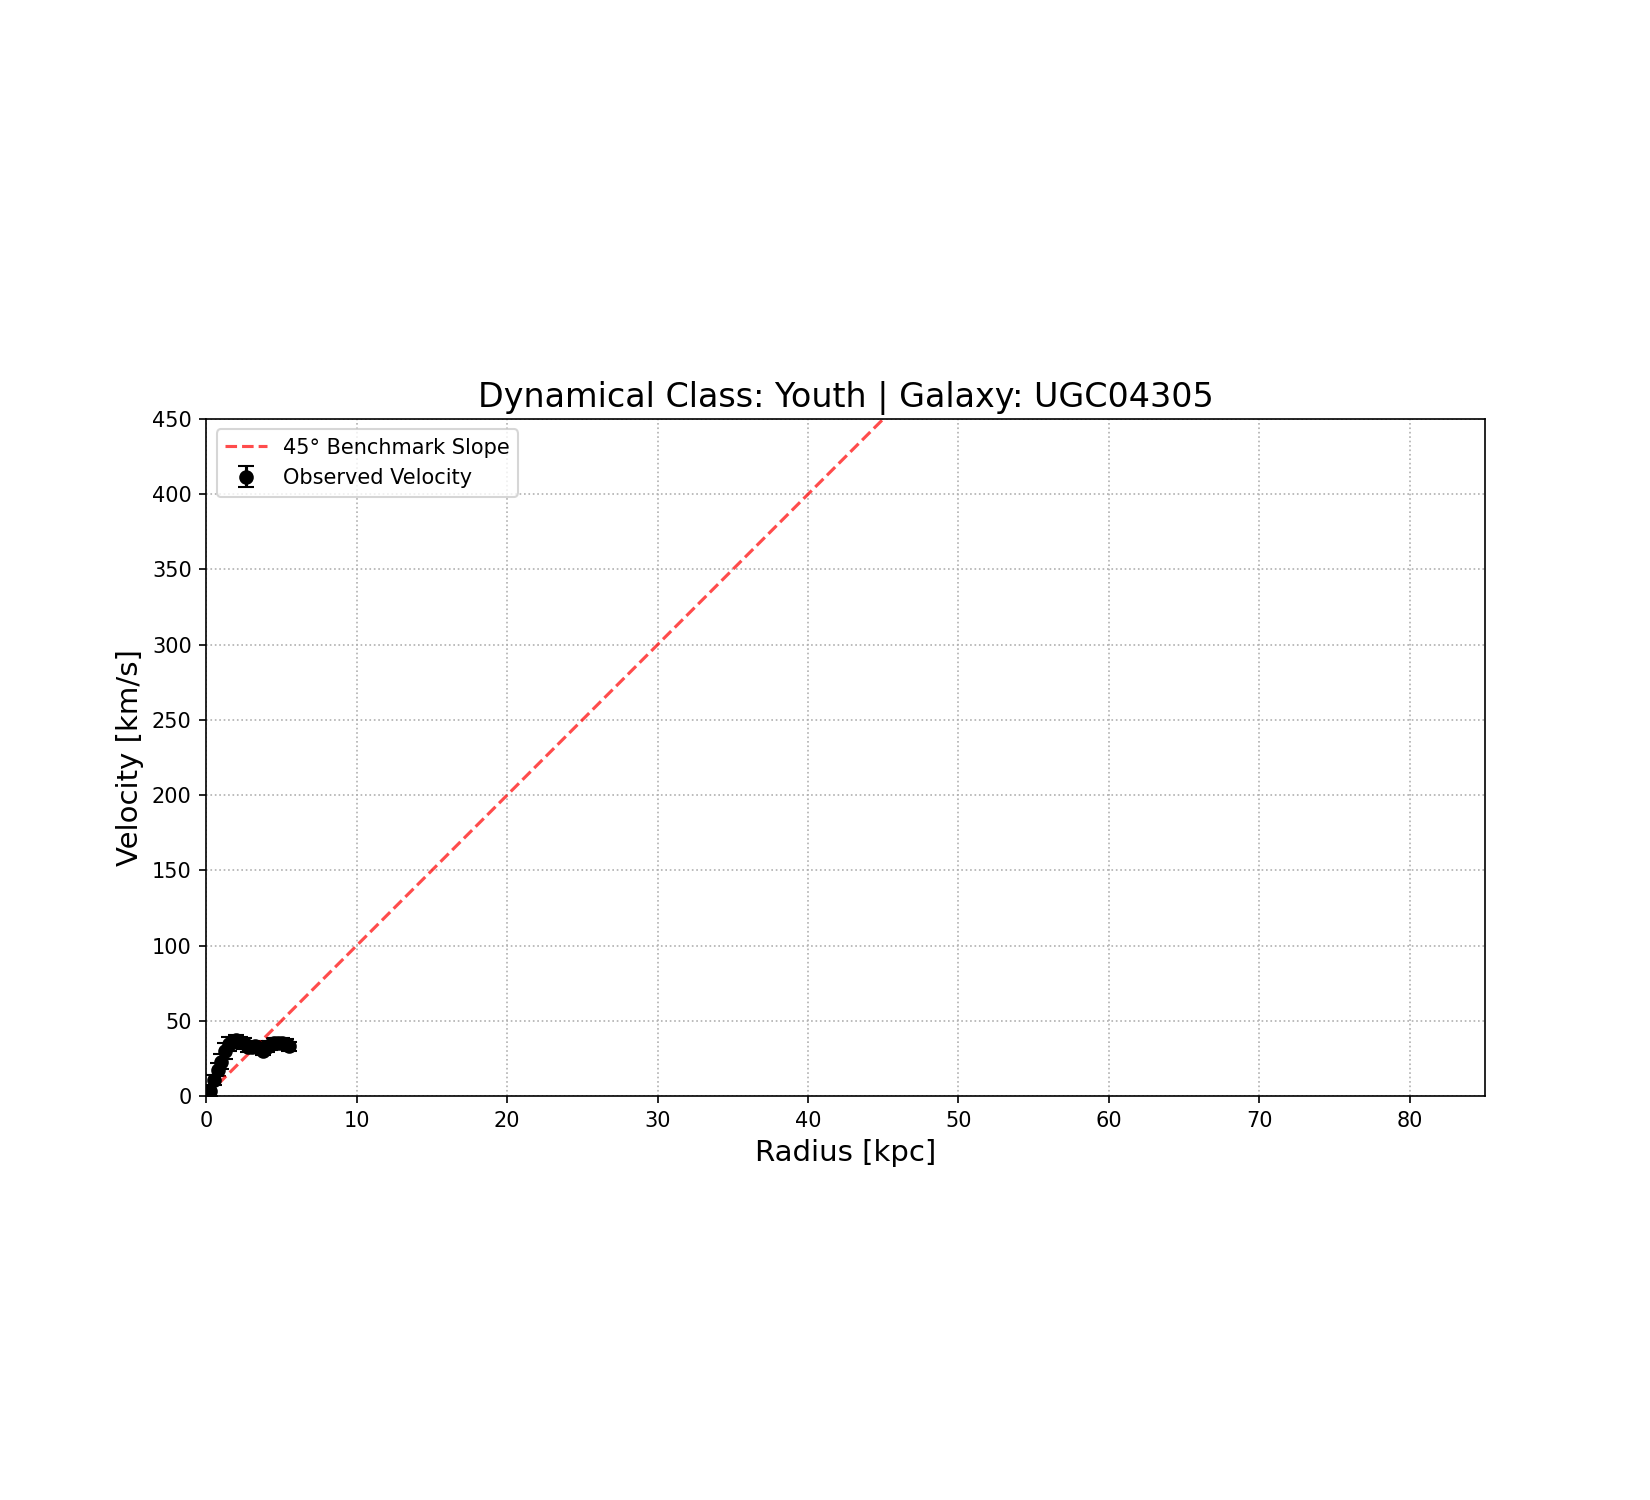 Dynamical Class: Youth | Galaxy: UGC04305
450
400
350
300
250
200
150
100
50
0
45° Benchmark Slope
Observed Velocity
Velocity [km/s]
0 10 20 30 40 50 60 70 80
Radius [kpc]